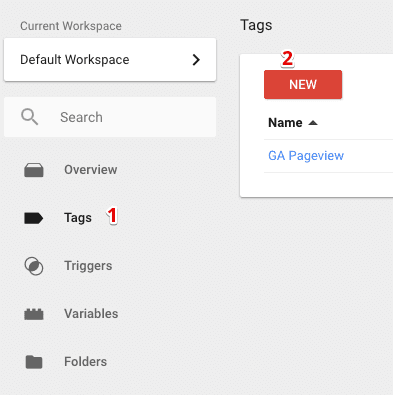 Current Workspace
Default Workspace
Search
Overview
Tags 1
Triggers
Variables
Folders
Tags
2
NEW
Name
GA Pageview